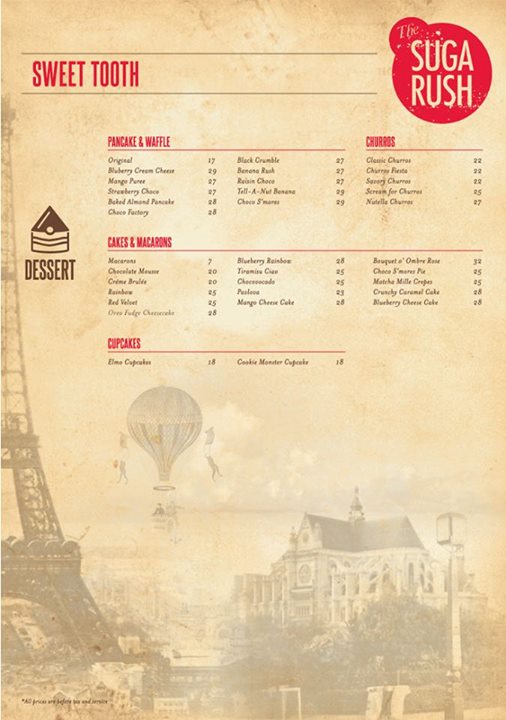 SWEET TOOTH
The
SUGA
RUSH
DESSERT
PANCAKE & WAFFLE
Original 17
Bluberry Cream Cheese 29
Mango Puree 27
Strawberry Choco 27
Baked Almond Pancake 28
Choco Factory 28
Black Crumble 27
Banana Rush 27
Raisin Choco 27
Tell-A-Nut Banana 29
Choco S'mores 29
CHURROS
Classic Churros 22
Churros Fiesta 22
Savory Churros 22
Scream for Churros 25
Nutella Churros 27
CAKES & MACARONS
Macarons 7
Chocolate Mousse 20
Créme Brulée 20
Rainbow 25
Red Velvet 25
Oreo Fudge Cheesecake 28
Blueberry Rainbow 28
Tiramisu Ciao 25
Chocovocado 25
Pavlova 23
Mango Cheese Cake 28
Bouquet o' Ombre Rose 32
Choco S'mores Pie 25
Matcha Mille Crepes 25
Crunchy Caramel Cake 28
Blueberry Cheese Cake 28
CUPCAKES
Elmo Cupcakes 18
Cookie Monster Cupcake 18
*All prices are before tax and service